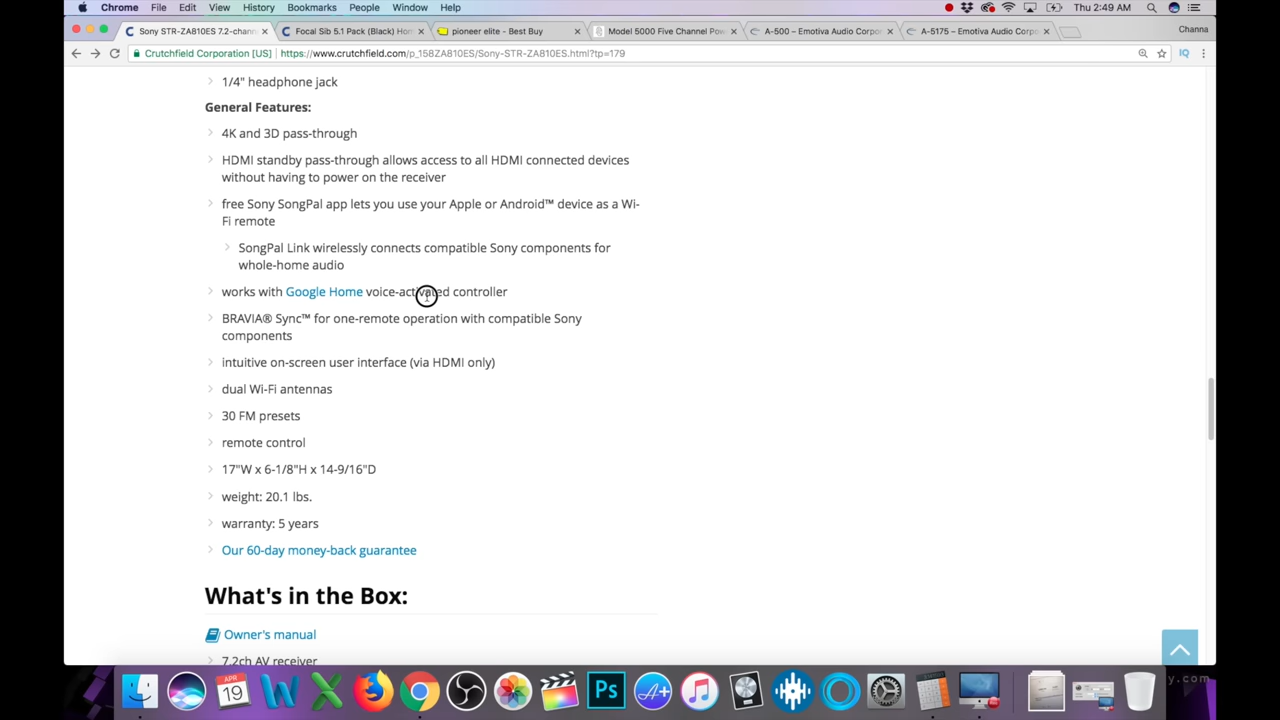 Chrome File Edit View History Bookmarks People Window Help Thu 2:49 AM
Sony STR-ZA810ES 7.2-chann Focal Sib 5.1 Pack (Black) Hom pioneer elite - Best Buy Model 5000 Five Channel Pow A-500 – Emotiva Audio Corpor A-5175 – Emotiva Audio Corp Channa
Crutchfield Corporation [US] https://www.crutchfield.com/p_158ZA810ES/Sony-STR-ZA810ES.html?tp=179
1/4" headphone jack
General Features:
4K and 3D pass-through
HDMI standby pass-through allows access to all HDMI connected devices
without having to power on the receiver
free Sony SongPal app lets you use your Apple or Android™ device as a Wi-
Fi remote
SongPal Link wirelessly connects compatible Sony components for
whole-home audio
works with Google Home voice-activated controller
BRAVIA® Sync™ for one-remote operation with compatible Sony
components
intuitive on-screen user interface (via HDMI only)
dual Wi-Fi antennas
30 FM presets
remote control
17"W x 6-1/8"H x 14-9/16"D
weight: 20.1 lbs.
warranty: 5 years
Our 60-day money-back guarantee
What's in the Box:
Owner's manual
7.2ch AV receiver
APR
19
Ps
y.com